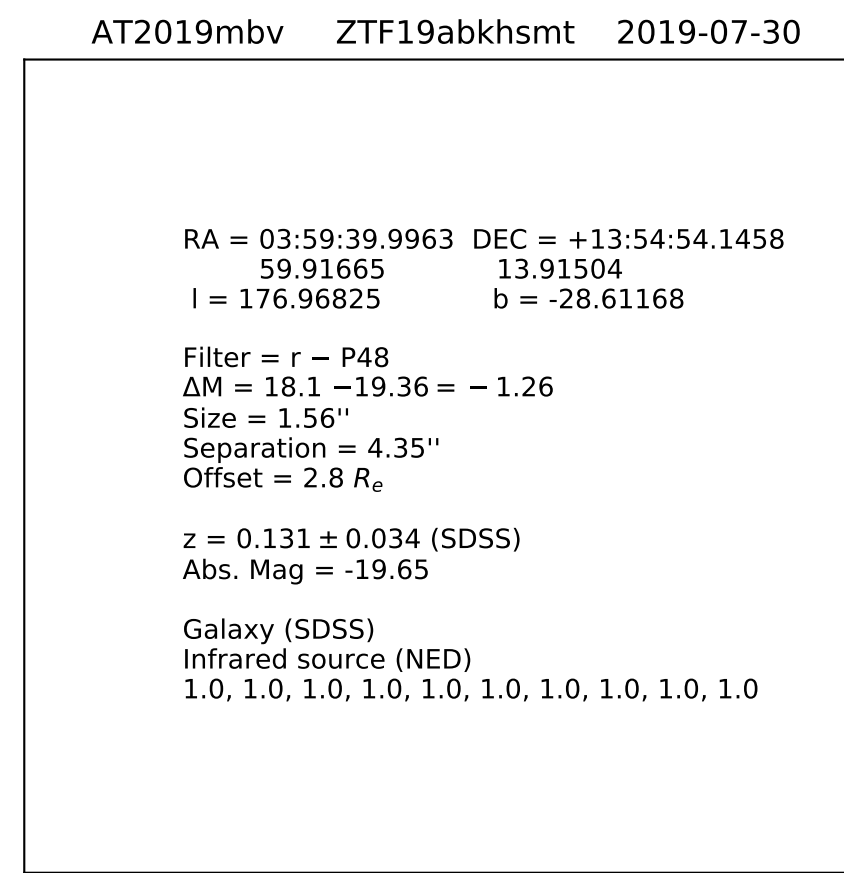 AT2019mbv ZTF19abkhsmt 2019-07-30
RA = 03:59:39.9963 DEC = +13:54:54.1458
59.91665 13.91504
l = 176.96825 b = -28.61168
Filter = r − P48
ΔM = 18.1 −19.36 = − 1.26
Size = 1.56''
Separation = 4.35''
Offset = 2.8 Rₑ
z = 0.131 ± 0.034 (SDSS)
Abs. Mag = -19.65
Galaxy (SDSS)
Infrared source (NED)
1.0, 1.0, 1.0, 1.0, 1.0, 1.0, 1.0, 1.0, 1.0, 1.0